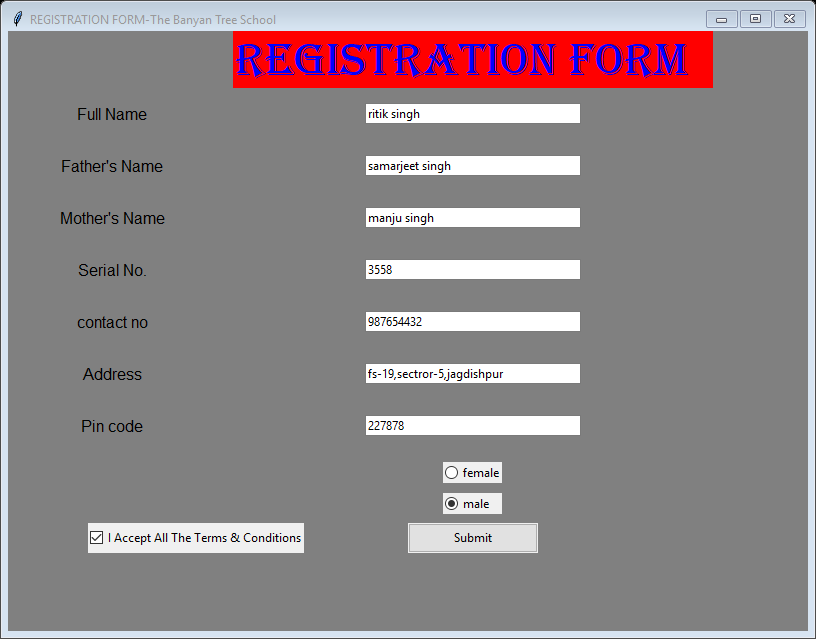 REGISTRATION FORM-The Banyan Tree School
REGISTRATION FORM
Full Name ritik singh
Father's Name samarjeet singh
Mother's Name manju singh
Serial No. 3558
contact no 987654432
Address fs-19,sectror-5,jagdishpur
Pin code 227878
female
male
I Accept All The Terms & Conditions Submit